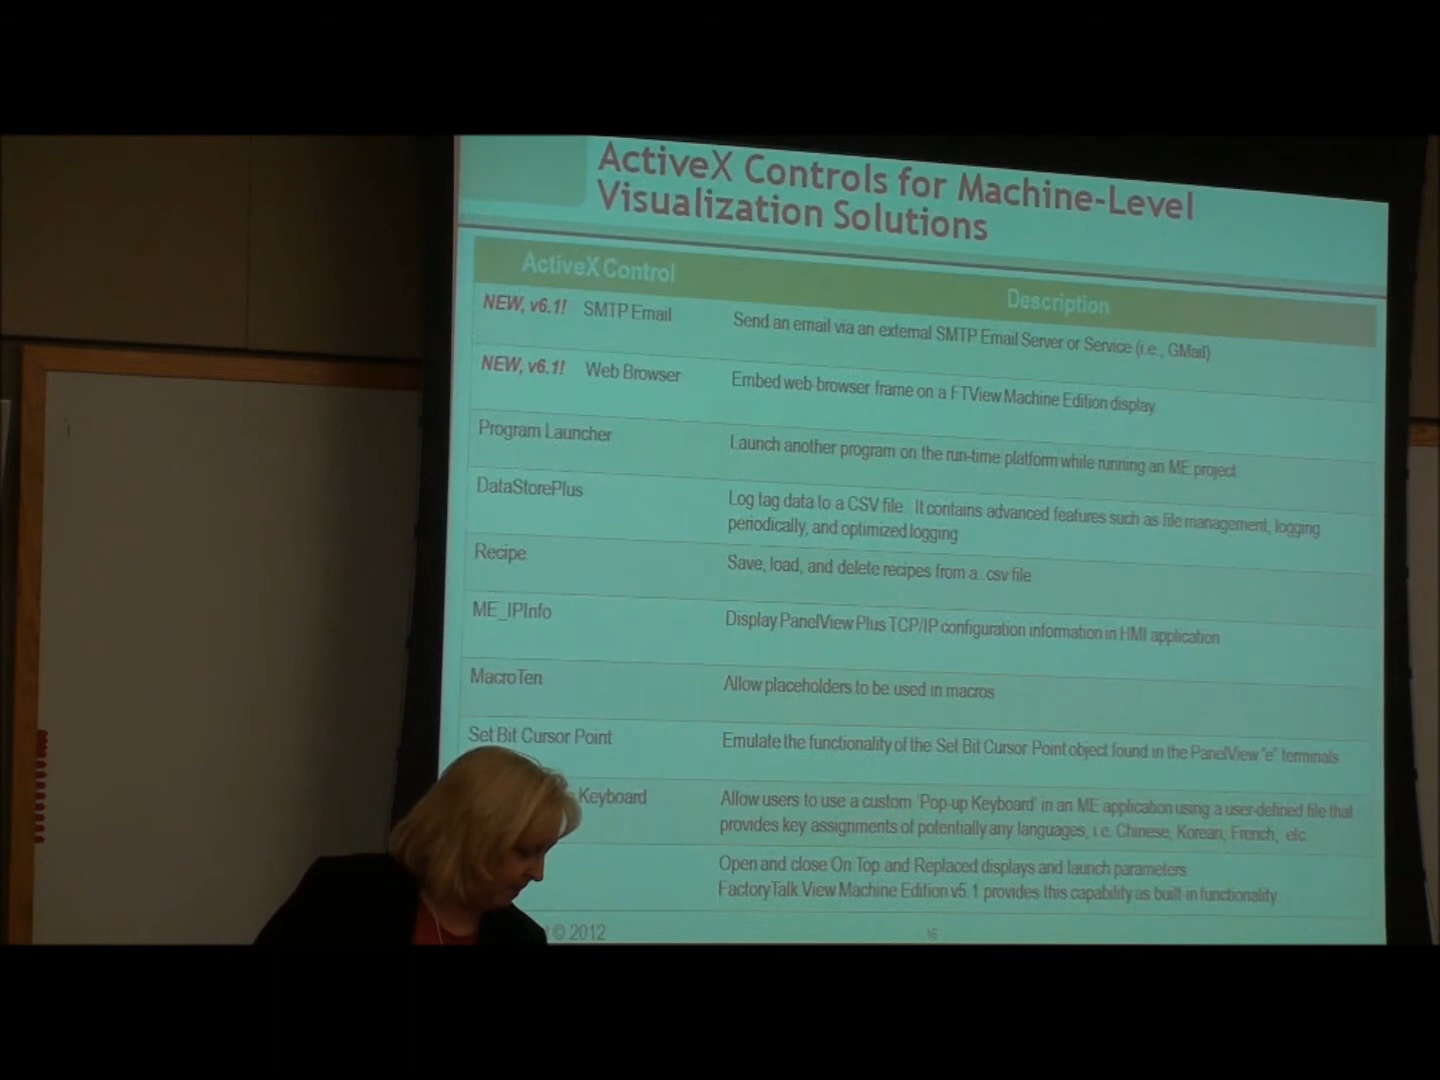 ActiveX Controls for Machine-Level
Visualization Solutions
ActiveX Control
Description
NEW, v6.1! SMTP Email
Send an email via an external SMTP Email Server or Service (i.e., GMail)
NEW, v6.1! Web Browser
Embed web-browser frame on a FTView Machine Edition display
Program Launcher
Launch another program on the run-time platform while running an ME project
DataStorePlus
Log tag data to a CSV file. It contains advanced features such as file management, logging
periodically, and optimized logging
Recipe
Save, load, and delete recipes from a .csv file
ME_IPInfo
Display PanelView Plus TCP/IP configuration information in HMI application
MacroTen
Allow placeholders to be used in macros
Set Bit Cursor Point
Emulate the functionality of the Set Bit Cursor Point object found in the PanelView "e" terminals
Keyboard
Allow users to use a custom 'Pop-up Keyboard' in an ME application using a user-defined file that
provides key assignments of potentially any languages, i.e. Chinese, Korean, French, etc.
Open and close On Top and Replaced displays and launch parameters.
FactoryTalk View Machine Edition v5.1 provides this capability as built-in functionality.
© 2012
16